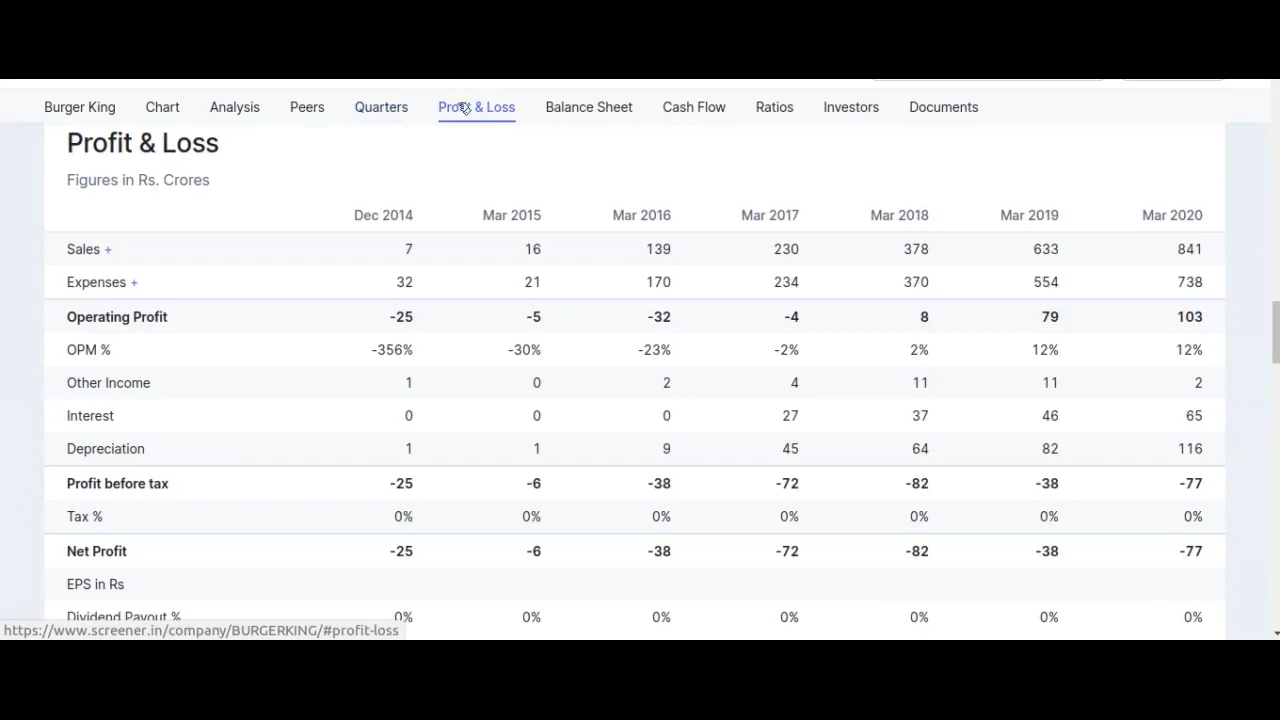 Burger King Chart Analysis Peers Quarters Profit & Loss Balance Sheet Cash Flow Ratios Investors Documents
Profit & Loss
Figures in Rs. Crores
Dec 2014 Mar 2015 Mar 2016 Mar 2017 Mar 2018 Mar 2019 Mar 2020
Sales + 7 16 139 230 378 633 841
Expenses + 32 21 170 234 370 554 738
Operating Profit -25 -5 -32 -4 8 79 103
OPM % -356% -30% -23% -2% 2% 12% 12%
Other Income 1 0 2 4 11 11 2
Interest 0 0 0 27 37 46 65
Depreciation 1 1 9 45 64 82 116
Profit before tax -25 -6 -38 -72 -82 -38 -77
Tax % 0% 0% 0% 0% 0% 0% 0%
Net Profit -25 -6 -38 -72 -82 -38 -77
EPS in Rs
Dividend Payout % 0% 0% 0% 0% 0% 0% 0%
https://www.screener.in/company/BURGERKING/#profit-loss